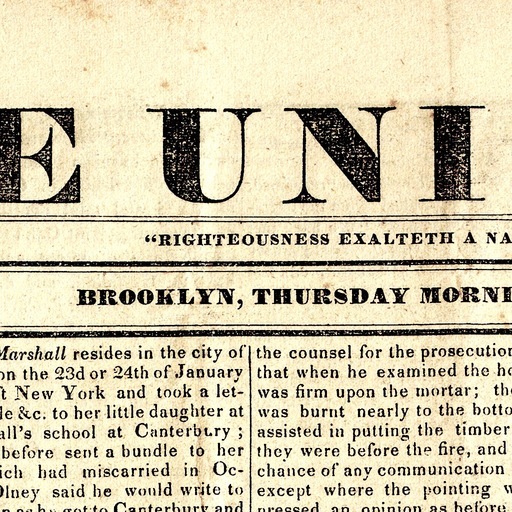 E UNI
"RIGHTEOUSNESS EXALTETH A NA
BROOKLYN, THURSDAY MORNI
Marshall resides in the city of
on the 23d or 24th of January
ft New York and took a let-
le &c. to her little daughter at
all's school at Canterbury ;
before sent a bundle to her
ich had miscarried in Oc-
Olney said he would write to
got to Canterbury and
the counsel for the prosecution
that when he examined the ho
was firm upon the mortar; th
was burnt nearly to the botto
assisted in putting the timber
they were before the fire, and
chance of any communication
except where the pointing w
pressed an opinion as before